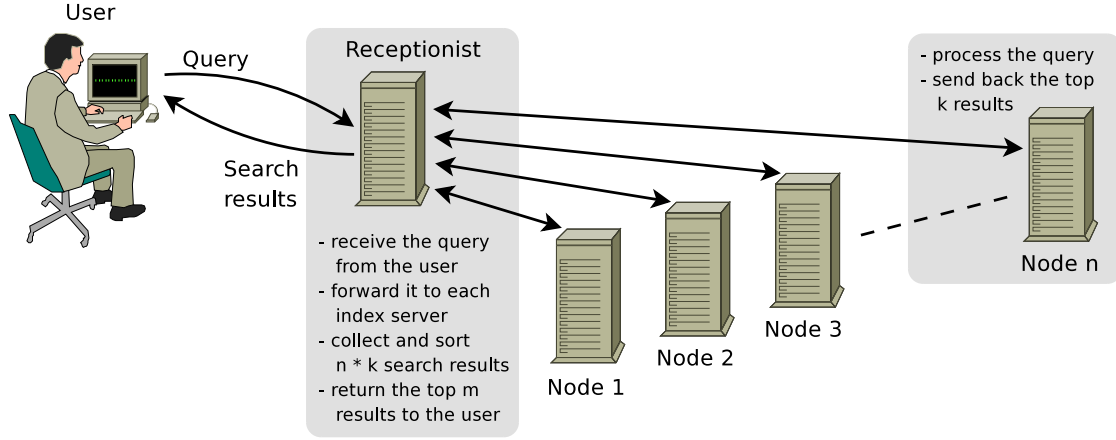 User
Query
Search
results
Receptionist
- receive the query
from the user
- forward it to each
index server
- collect and sort
n * k search results
- return the top m
results to the user
Node 1
Node 2
Node 3
- process the query
- send back the top
k results
Node n